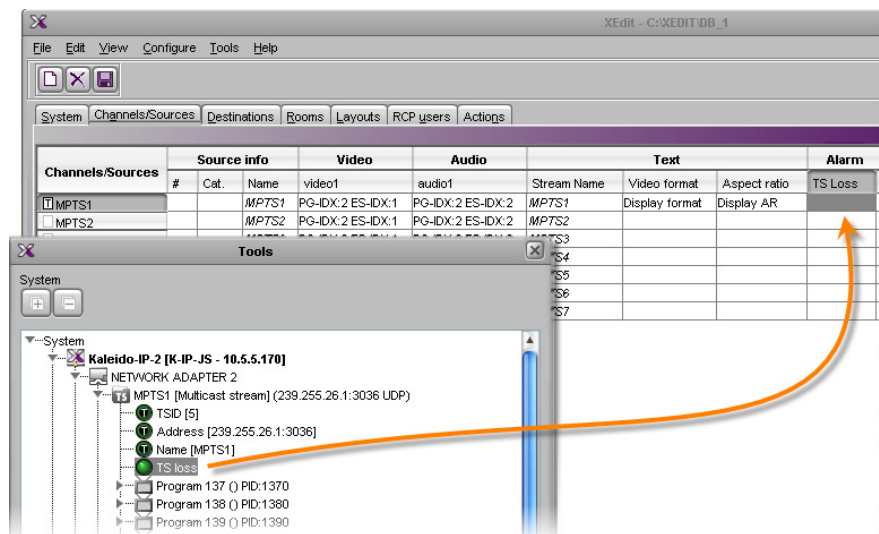 XEdit - C:\XEDIT\DB_1
File Edit View Configure Tools Help
System Channels/Sources Destinations Rooms Layouts RCP users Actions
Channels/Sources Source info Video Audio Text Alarm
# Cat. Name video1 audio1 Stream Name Video format Aspect ratio TS Loss
T MPTS1 MPTS1 PG-IDX:2 ES-IDX:1 PG-IDX:2 ES-IDX:2 MPTS1 Display format Display AR
MPTS2 MPTS2 PG-IDX:2 ES-IDX:1 PG-IDX:2 ES-IDX:2 MPTS2
Tools
System
System
Kaleido-IP-2 [K-IP-JS - 10.5.5.170]
NETWORK ADAPTER 2
TS MPTS1 [Multicast stream] (239.255.26.1:3036 UDP)
T TSID [5]
T Address [239.255.26.1:3036]
T Name [MPTS1]
TS loss
Program 137 () PID:1370
Program 138 () PID:1380
Program 139 () PID:1390